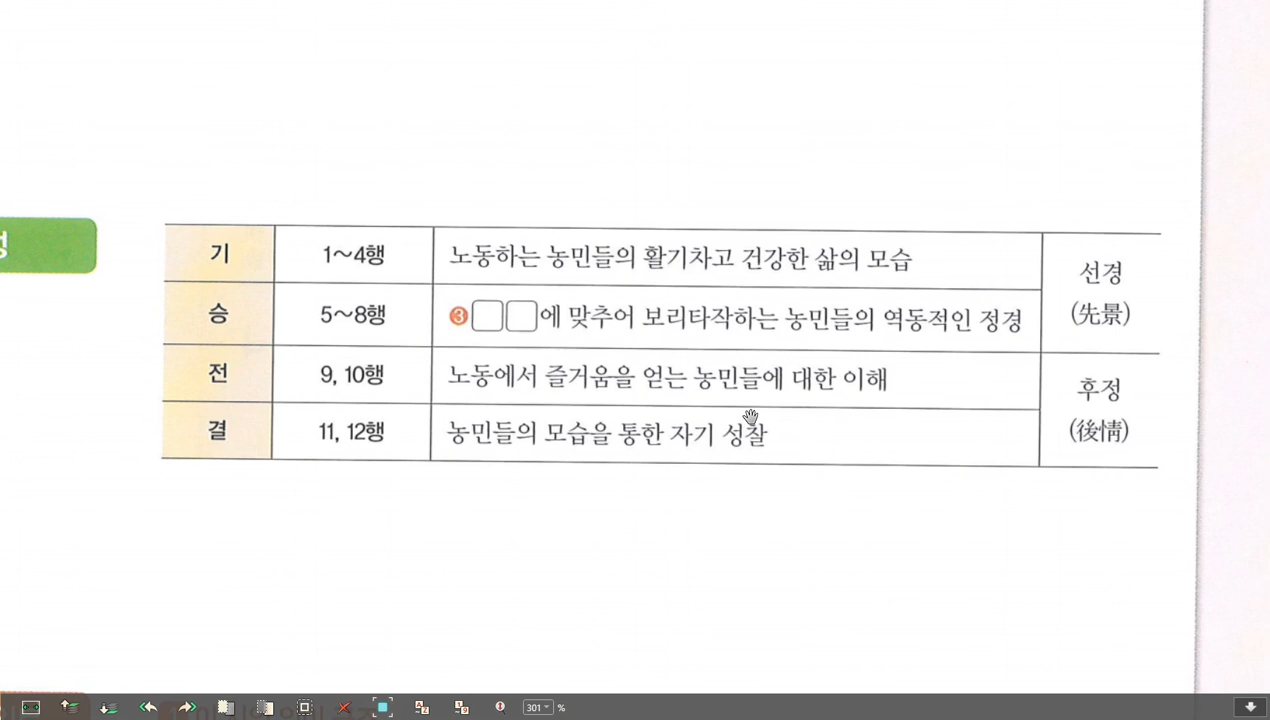 정
기 1～4행 노동하는 농민들의 활기차고 건강한 삶의 모습 선경
승 5～8행 ❸□□에 맞추어 보리타작하는 농민들의 역동적인 정경 (先景)
전 9, 10행 노동에서 즐거움을 얻는 농민들에 대한 이해 후정
결 11, 12행 농민들의 모습을 통한 자기 성찰 (後情)
301 %